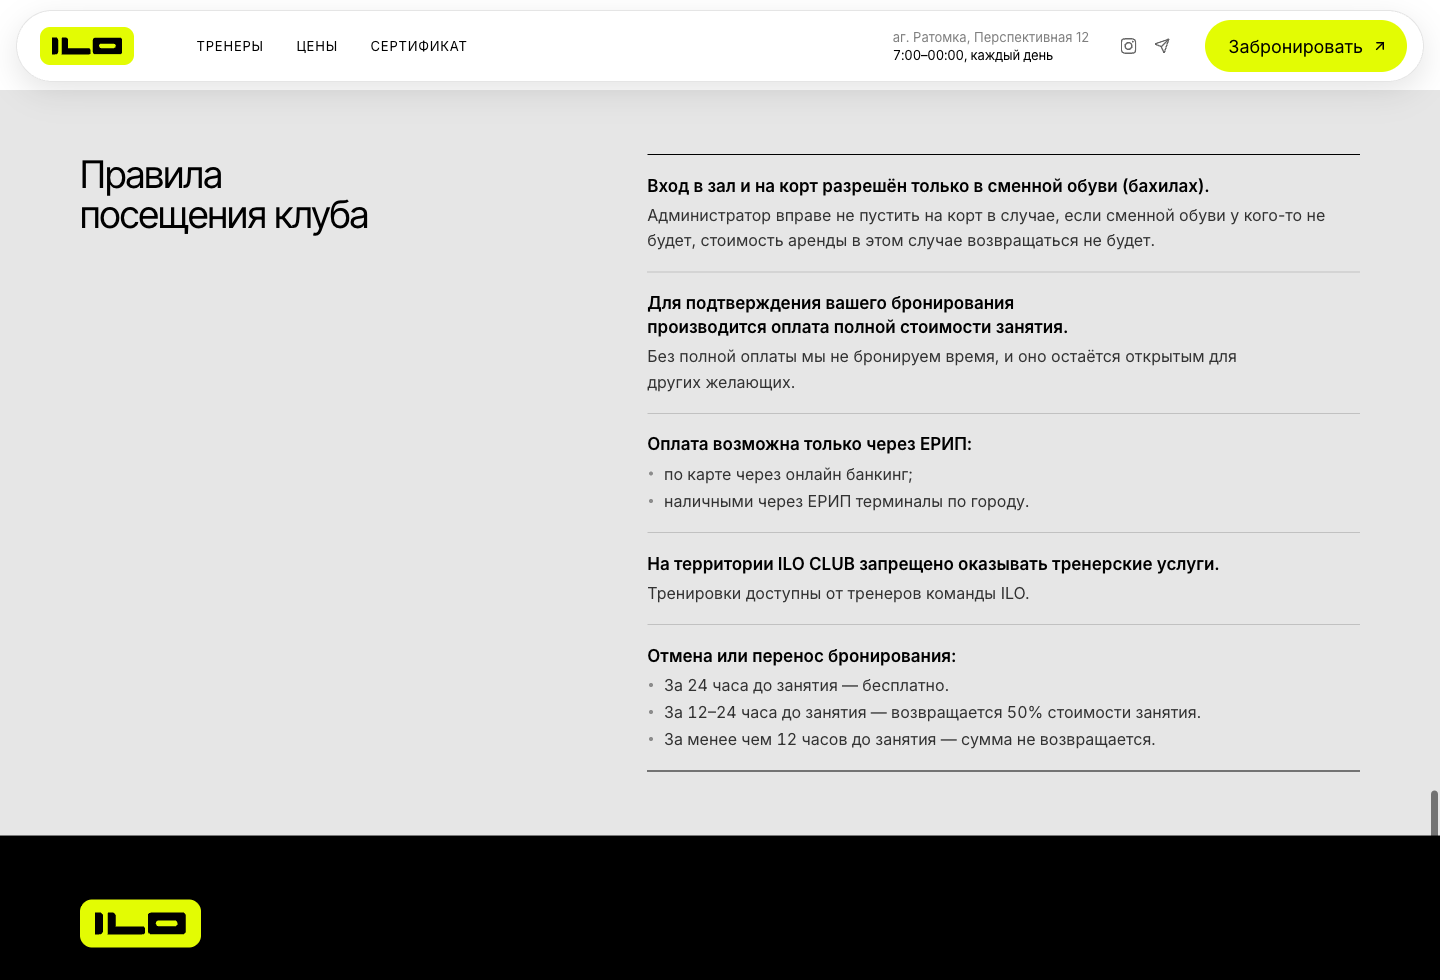 ILO
ТРЕНЕРЫ
ЦЕНЫ
СЕРТИФИКАТ
аг. Ратомка, Перспективная 12
7:00–00:00, каждый день
Забронировать
Правила
посещения клуба
Вход в зал и на корт разрешён только в сменной обуви (бахилах).
Администратор вправе не пустить на корт в случае, если сменной обуви у кого-то не
будет, стоимость аренды в этом случае возвращаться не будет.
Для подтверждения вашего бронирования
производится оплата полной стоимости занятия.
Без полной оплаты мы не бронируем время, и оно остаётся открытым для
других желающих.
Оплата возможна только через ЕРИП:
• по карте через онлайн банкинг;
• наличными через ЕРИП терминалы по городу.
На территории ILO CLUB запрещено оказывать тренерские услуги.
Тренировки доступны от тренеров команды ILO.
Отмена или перенос бронирования:
• За 24 часа до занятия — бесплатно.
• За 12–24 часа до занятия — возвращается 50% стоимости занятия.
• За менее чем 12 часов до занятия — сумма не возвращается.
ILO